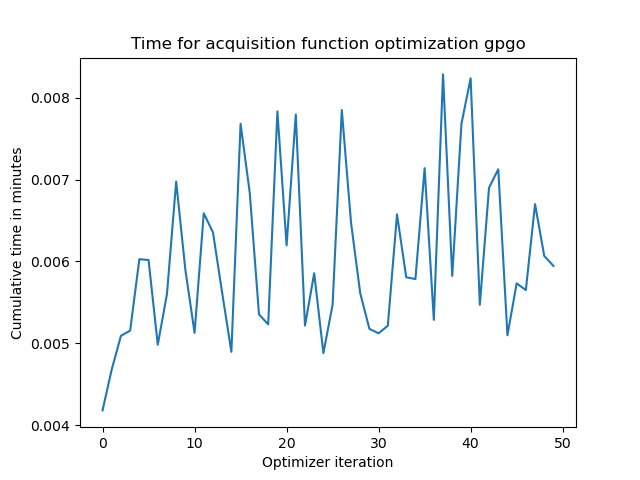 Time for acquisition function optimization gpgo
Cumulative time in minutes
0.008
0.007
0.006
0.005
0.004
0 10 20 30 40 50
Optimizer iteration